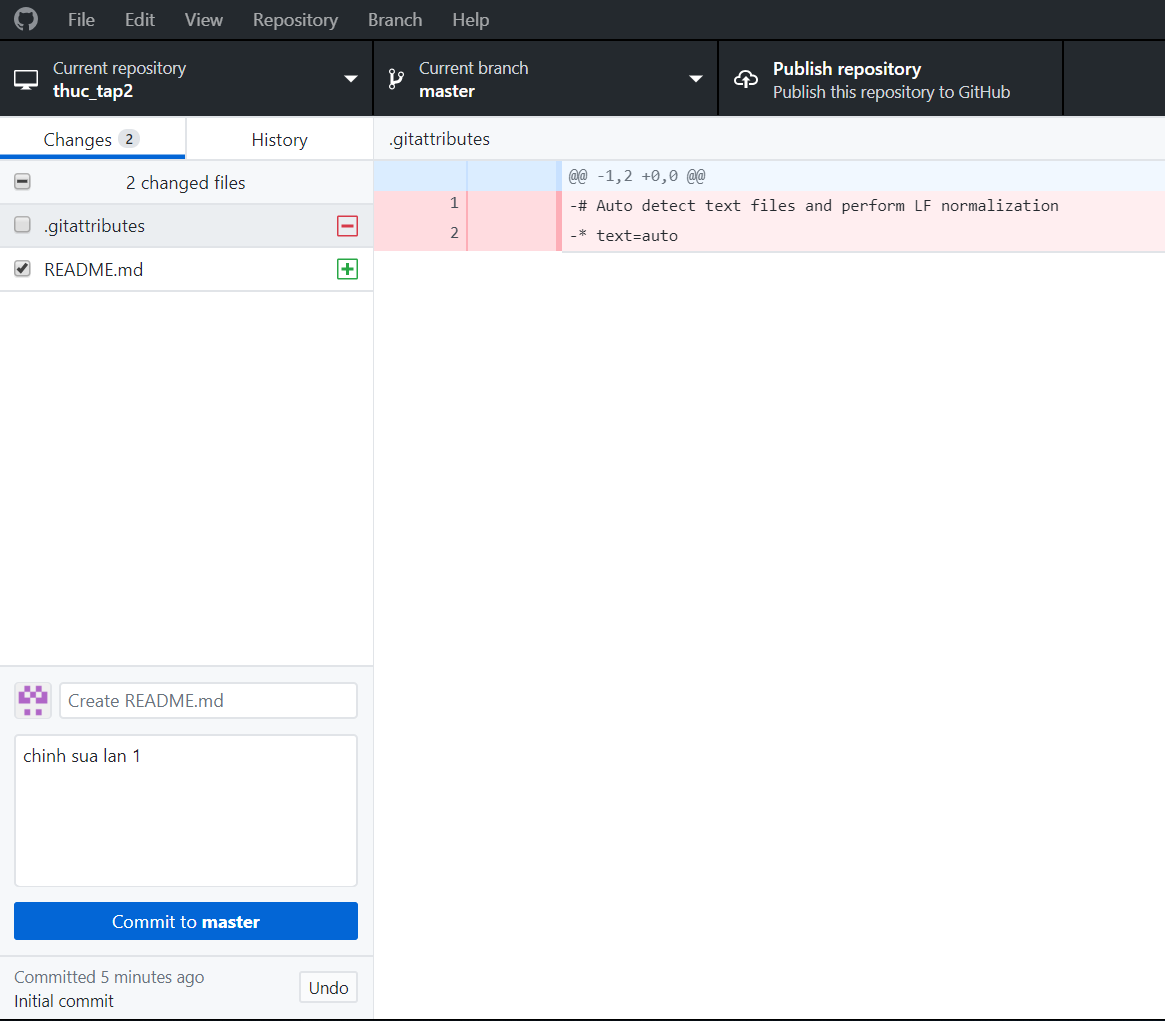 File Edit View Repository Branch Help
Current repository
thuc_tap2
Current branch
master
Publish repository
Publish this repository to GitHub
Changes 2
History
.gitattributes
2 changed files
.gitattributes
README.md
@@ -1,2 +0,0 @@
1 -# Auto detect text files and perform LF normalization
2 -* text=auto
Create README.md
chinh sua lan 1
Commit to master
Committed 5 minutes ago
Initial commit
Undo